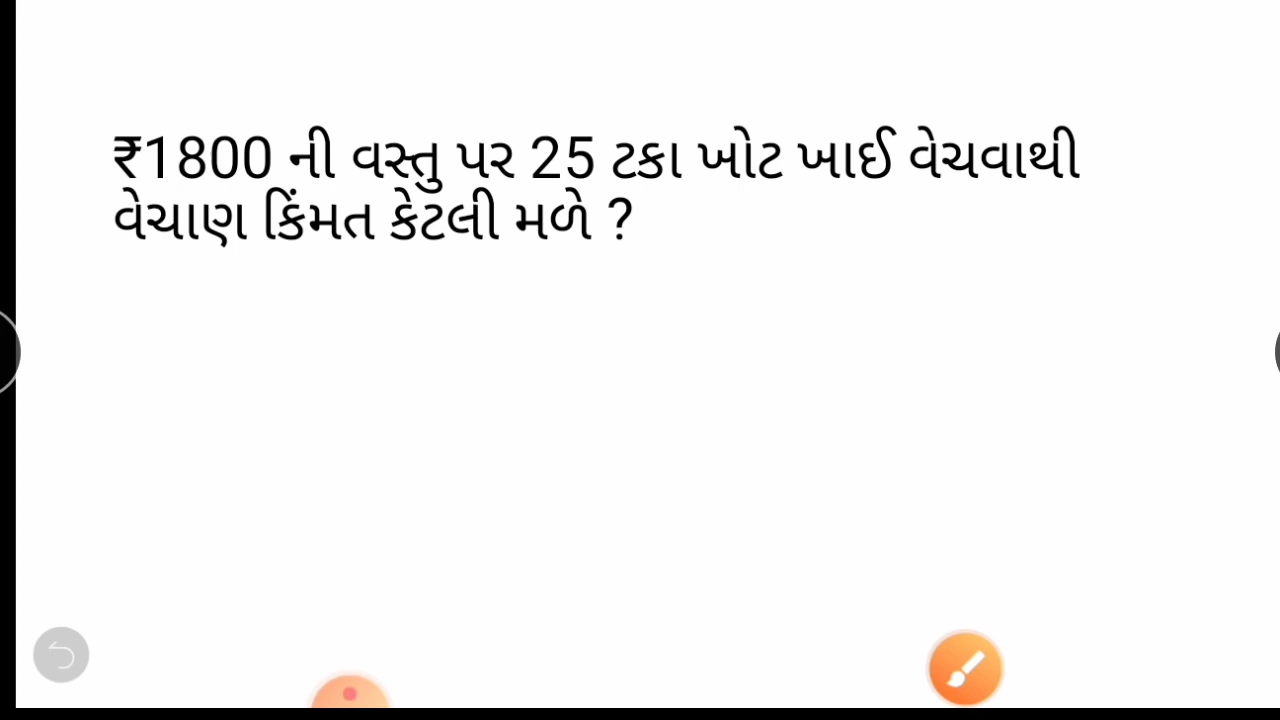 ₹1800 ની વસ્તુ પર 25 ટકા ખોટ ખાઈ વેચવાથી
વેચાણ કિંમત કેટલી મળે ?